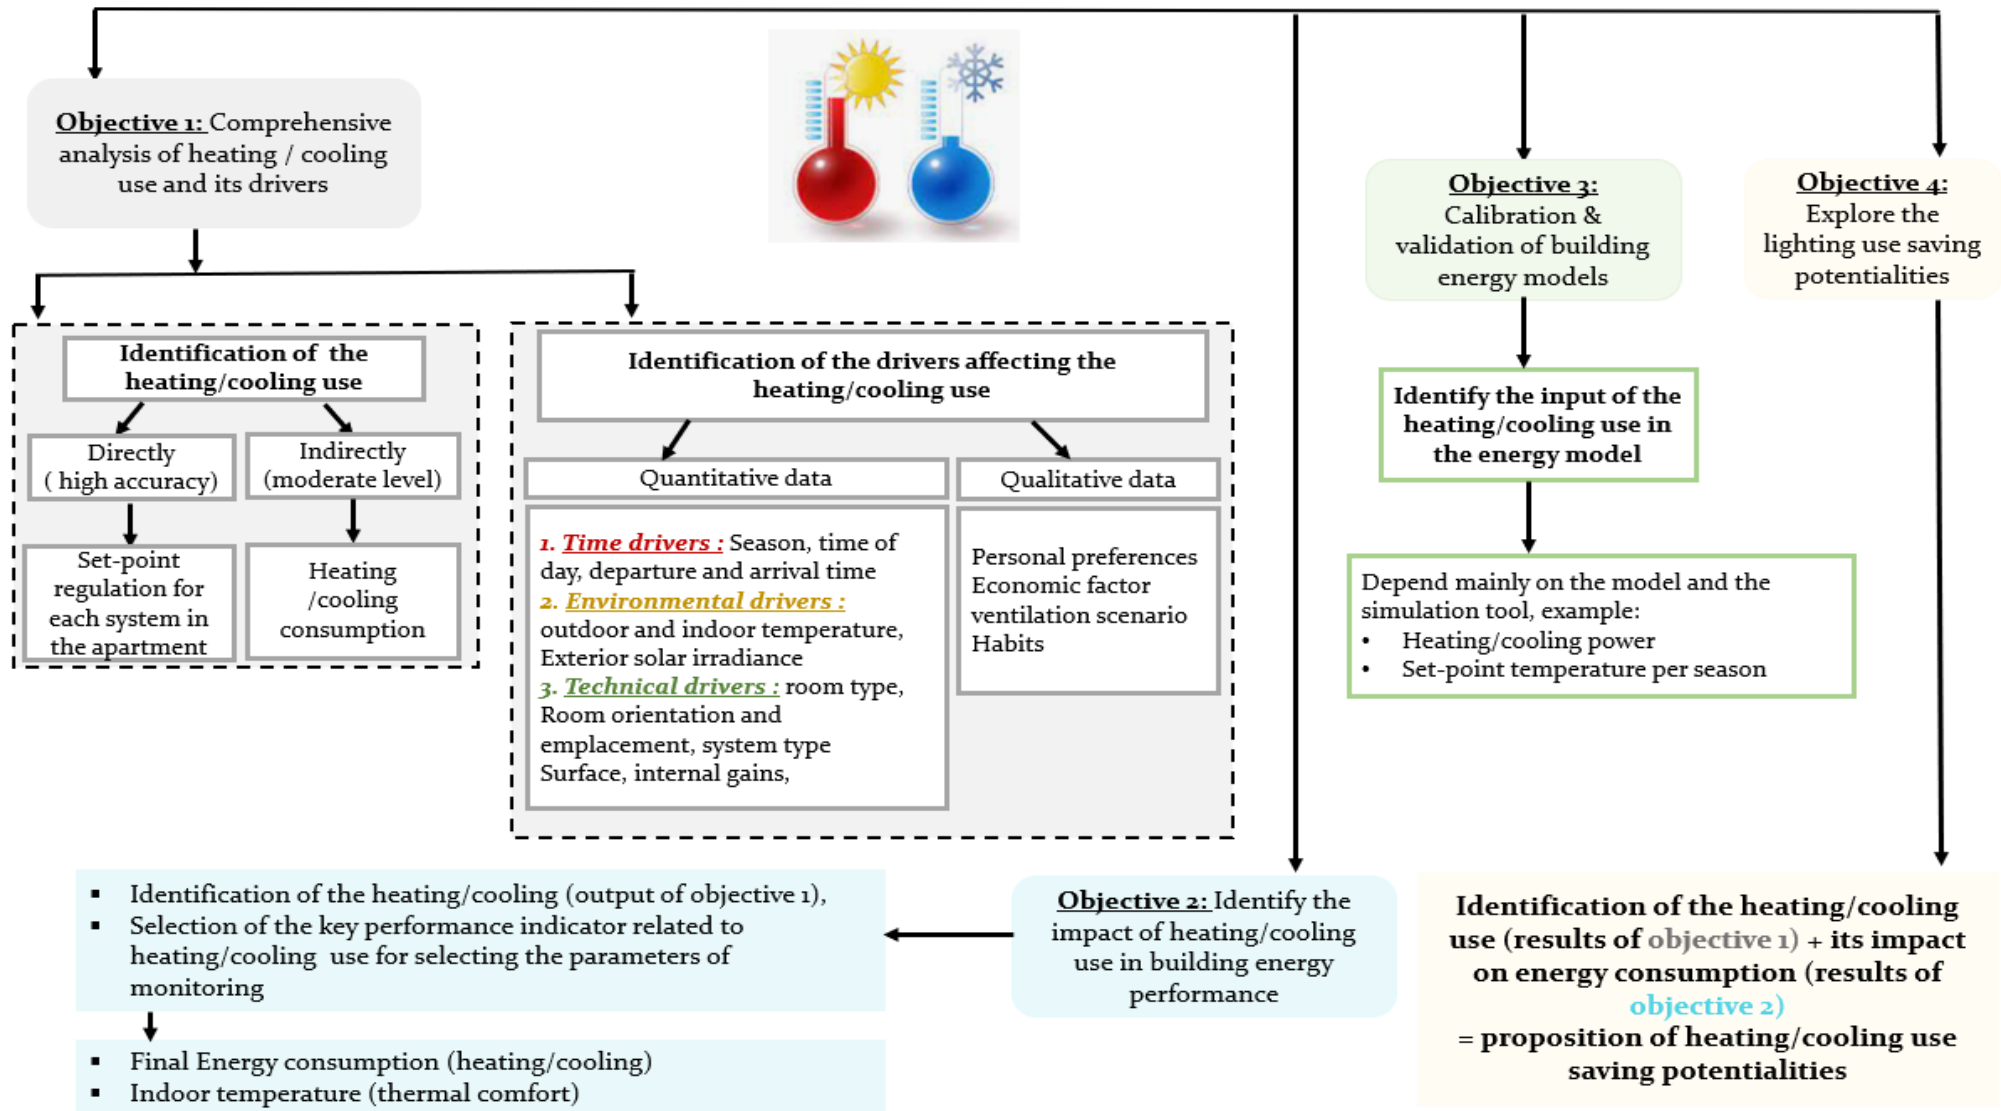 Objective 1: Comprehensive
analysis of heating / cooling
use and its drivers
Identification of the
heating/cooling use
Directly
( high accuracy)
Indirectly
(moderate level)
Set-point
regulation for
each system in
the apartment
Heating
/cooling
consumption
Identification of the drivers affecting the
heating/cooling use
Quantitative data
Qualitative data
1. Time drivers : Season, time of
day, departure and arrival time
2. Environmental drivers :
outdoor and indoor temperature,
Exterior solar irradiance
3. Technical drivers : room type,
Room orientation and
emplacement, system type
Surface, internal gains,
Personal preferences
Economic factor
ventilation scenario
Habits
Objective 3:
Calibration &
validation of building
energy models
Identify the input of the
heating/cooling use in
the energy model
Depend mainly on the model and the
simulation tool, example:
• Heating/cooling power
• Set-point temperature per season
Objective 4:
Explore the
lighting use saving
potentialities
Objective 2: Identify the
impact of heating/cooling
use in building energy
performance
▪ Identification of the heating/cooling (output of objective 1),
▪ Selection of the key performance indicator related to
heating/cooling use for selecting the parameters of
monitoring
▪ Final Energy consumption (heating/cooling)
▪ Indoor temperature (thermal comfort)
Identification of the heating/cooling
use (results of objective 1) + its impact
on energy consumption (results of
objective 2)
= proposition of heating/cooling use
saving potentialities